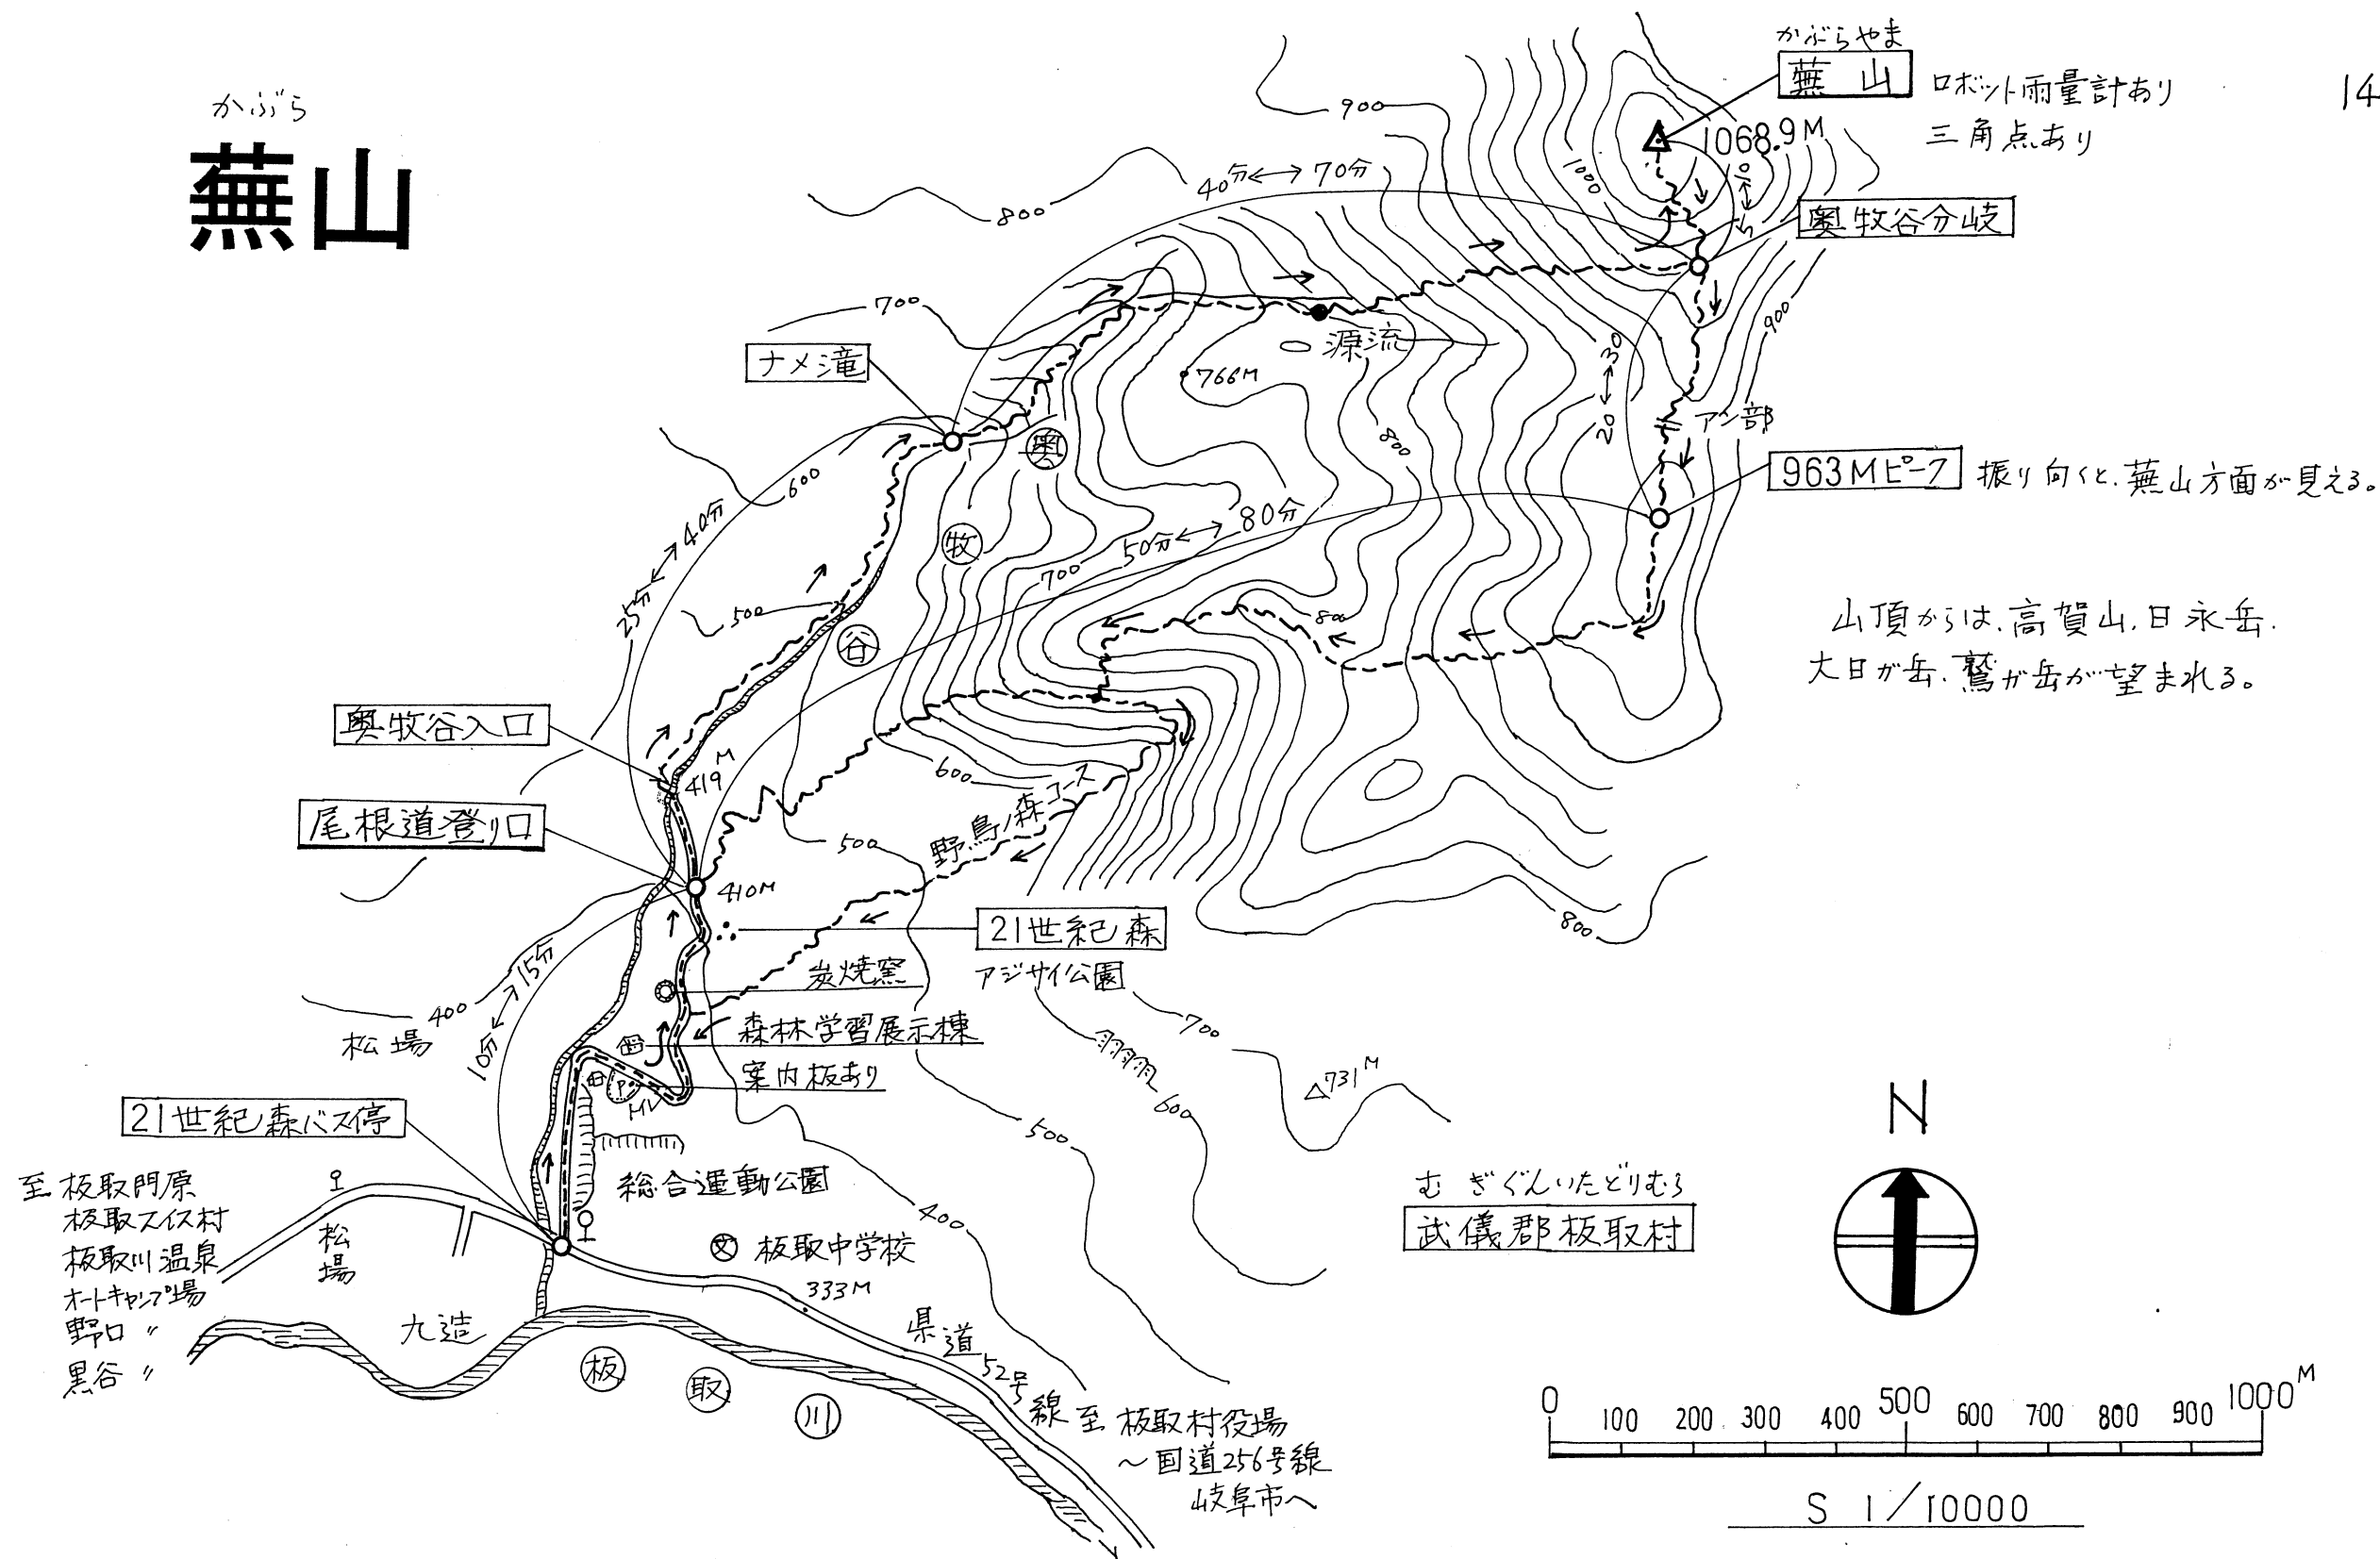 かぶら
蕪山
14
かぶらやま
蕪山
ロボット雨量計あり
三角点あり
1068.9M
奥牧谷分岐
900
1000
5↔10
40分↔70分
800
700
源流
766M
ナメ滝
900
20↔30
アン部
963Mピーク
振り向くと、蕪山方面が見える。
奥
牧
谷
600
800
25分↔40分
50分↔80分
700
500
800
山頂からは、高賀山、日永岳、
大日が岳、鷲が岳が望まれる。
奥牧谷入口
419M
尾根道登り口
410M
600
500
野鳥ノ森コース
800
21世紀森
アジサイ公園
炭焼窯
森林学習展示棟
案内板あり
P
10分↔15分
400
松場
700
731M
600
500
400
21世紀森バス停
総合運動公園
文
板取中学校
333M
至板取門原
板取スイス村
板取川温泉
オートキャンプ場
野口〃
黒谷〃
松場
九造
板取川
県道52号線
至板取村役場
〜国道256号線
岐阜市へ
むぎぐんいたどりむら
武儀郡板取村
N
0 100 200 300 400 500 600 700 800 900 1000M
S 1/10000